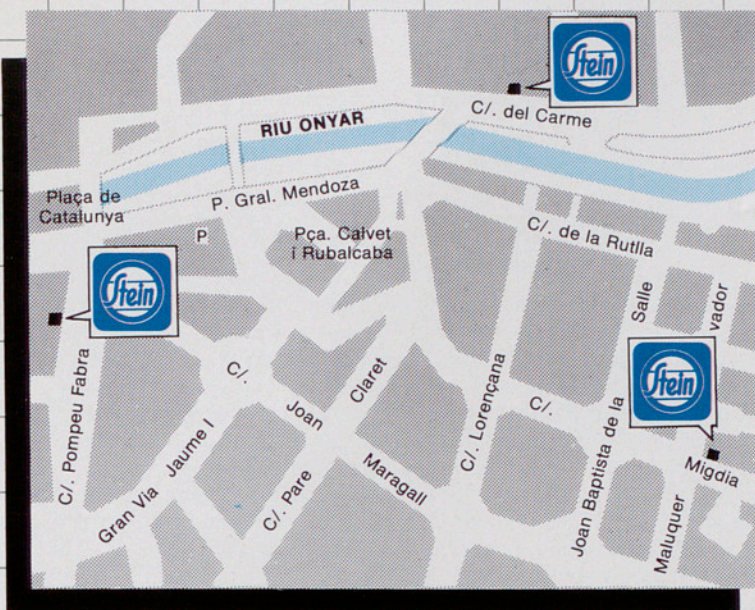 Stein
C/. del Carme
RIU ONYAR
Plaça de
Catalunya
P. Gral. Mendoza
P
Pça. Calvet
i Rubalcaba
C/. de la Rutlla
Stein
Salle
vador
Stein
C/. Pompeu Fabra
C/. Joan Maragall
Claret
C/. Pare
Gran Via Jaume I
C/. Lorençana
C/. Migdia
Joan Baptista de la
Maluquer